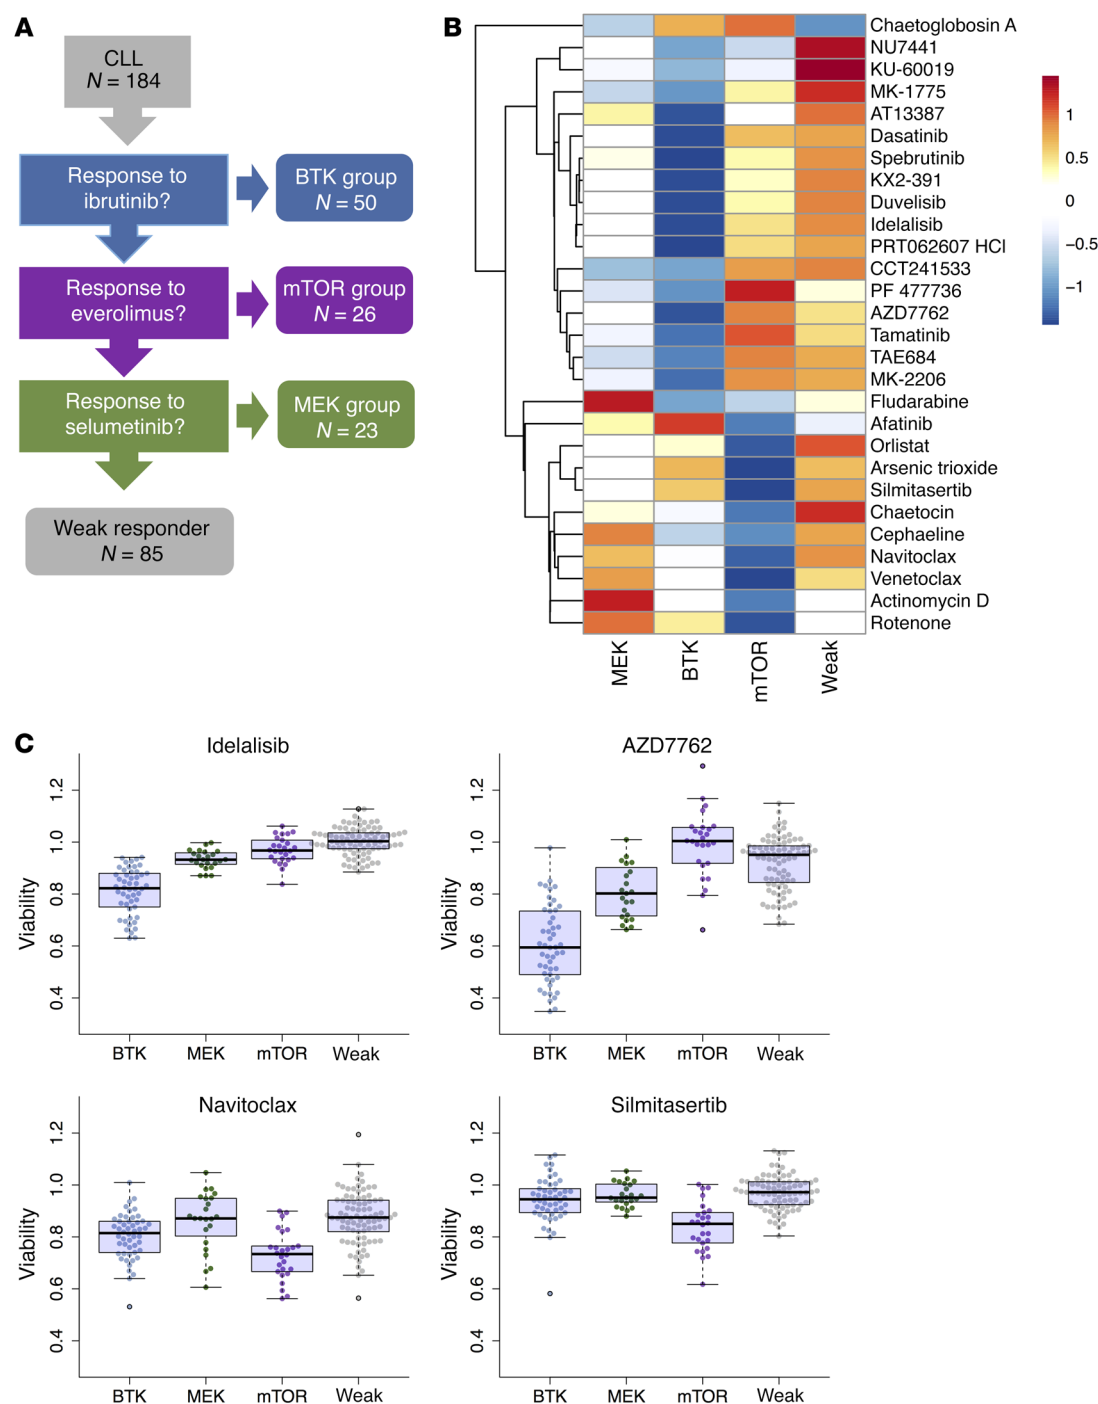 A
CLL
N = 184
Response to
ibrutinib?
BTK group
N = 50
Response to
everolimus?
mTOR group
N = 26
Response to
selumetinib?
MEK group
N = 23
Weak responder
N = 85
B
Chaetoglobosin A
NU7441
KU-60019
MK-1775
AT13387
Dasatinib
Spebrutinib
KX2-391
Duvelisib
Idelalisib
PRT062607 HCl
CCT241533
PF 477736
AZD7762
Tamatinib
TAE684
MK-2206
Fludarabine
Afatinib
Orlistat
Arsenic trioxide
Silmitasertib
Chaetocin
Cephaeline
Navitoclax
Venetoclax
Actinomycin D
Rotenone
MEK
BTK
mTOR
Weak
1
0.5
0
−0.5
−1
C
Idelalisib
Viability
1.2
1.0
0.8
0.6
0.4
BTK
MEK
mTOR
Weak
AZD7762
Viability
1.2
1.0
0.8
0.6
0.4
BTK
MEK
mTOR
Weak
Navitoclax
Viability
1.2
1.0
0.8
0.6
0.4
BTK
MEK
mTOR
Weak
Silmitasertib
Viability
1.2
1.0
0.8
0.6
0.4
BTK
MEK
mTOR
Weak